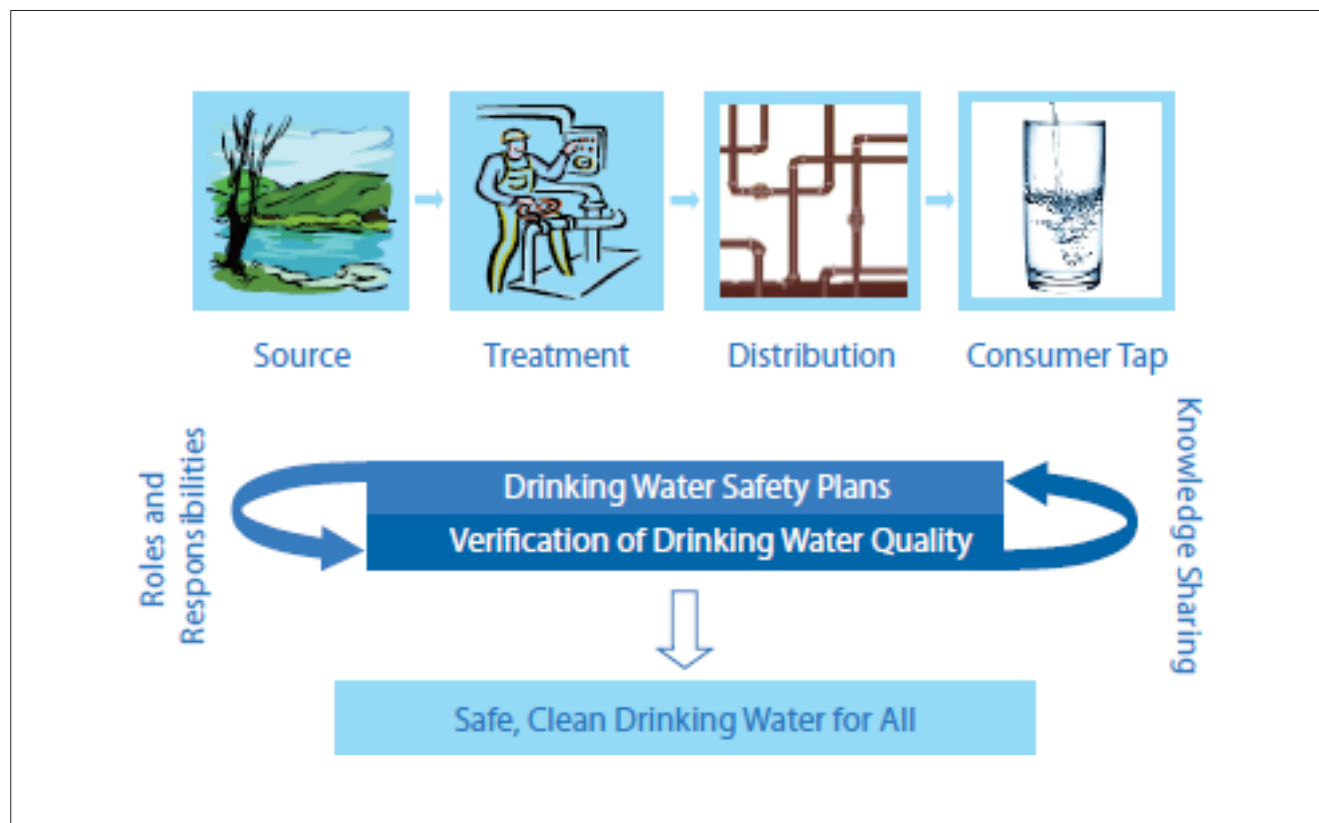 Source
Treatment
Distribution
Consumer Tap
Roles and
Responsibilities
Drinking Water Safety Plans
Verification of Drinking Water Quality
Knowledge Sharing
Safe, Clean Drinking Water for All